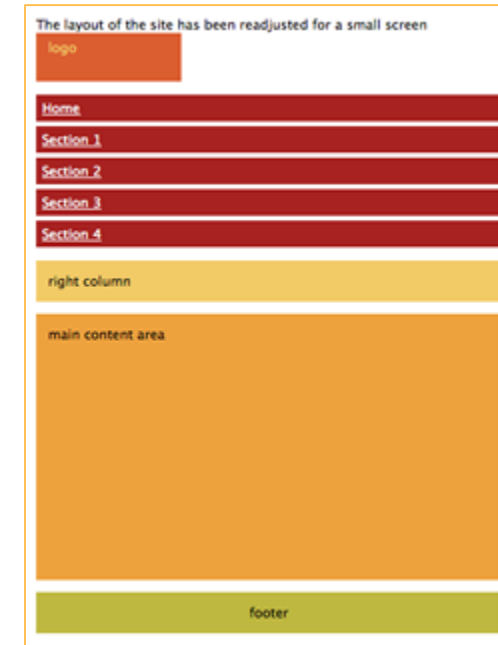 The layout of the site has been readjusted for a small screen
logo
Home
Section 1
Section 2
Section 3
Section 4
right column
main content area
footer